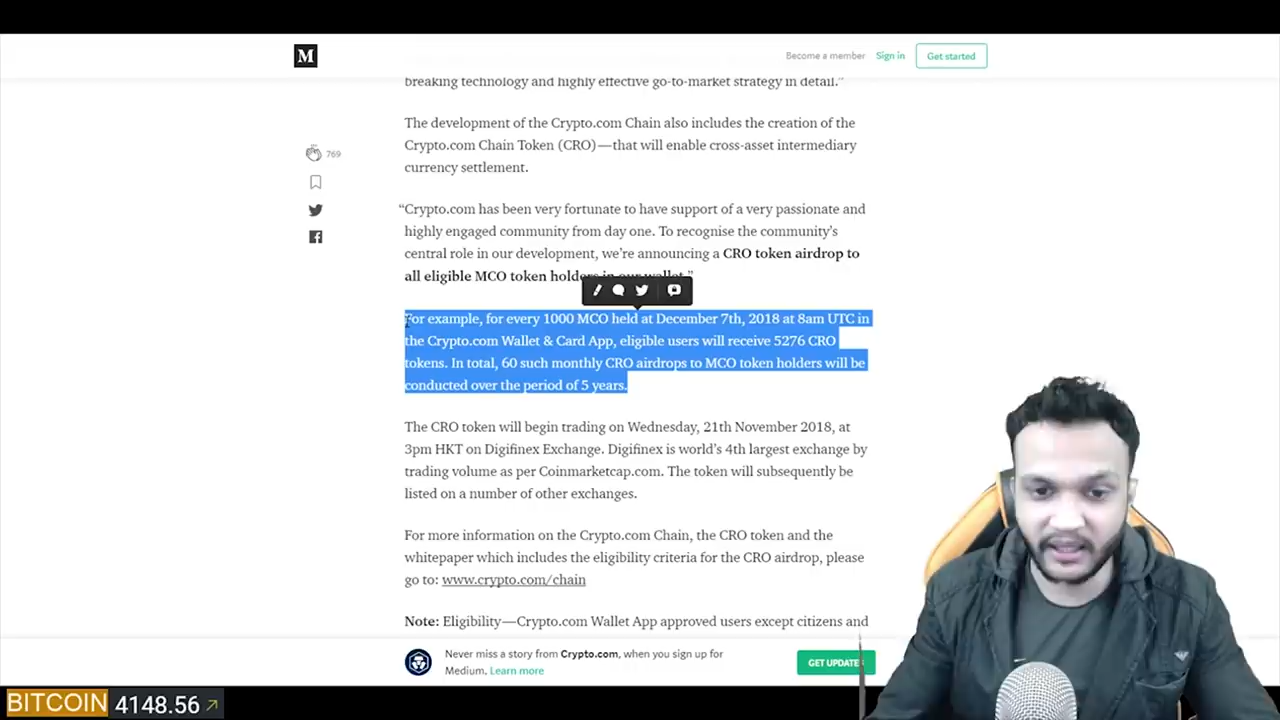 M
Become a member
Sign in
Get started
breaking technology and highly effective go-to-market strategy in detail.”
769
The development of the Crypto.com Chain also includes the creation of the
Crypto.com Chain Token (CRO)—that will enable cross-asset intermediary
currency settlement.
“Crypto.com has been very fortunate to have support of a very passionate and
highly engaged community from day one. To recognise the community’s
central role in our development, we’re announcing a CRO token airdrop to
all eligible MCO token holders in our wallet.”
For example, for every 1000 MCO held at December 7th, 2018 at 8am UTC in
the Crypto.com Wallet & Card App, eligible users will receive 5276 CRO
tokens. In total, 60 such monthly CRO airdrops to MCO token holders will be
conducted over the period of 5 years.
The CRO token will begin trading on Wednesday, 21th November 2018, at
3pm HKT on Digifinex Exchange. Digifinex is world’s 4th largest exchange by
trading volume as per Coinmarketcap.com. The token will subsequently be
listed on a number of other exchanges.
For more information on the Crypto.com Chain, the CRO token and the
whitepaper which includes the eligibility criteria for the CRO airdrop, please
go to: www.crypto.com/chain
Note: Eligibility—Crypto.com Wallet App approved users except citizens and
Never miss a story from Crypto.com, when you sign up for
Medium. Learn more
GET UPDATES
BITCOIN 4148.56